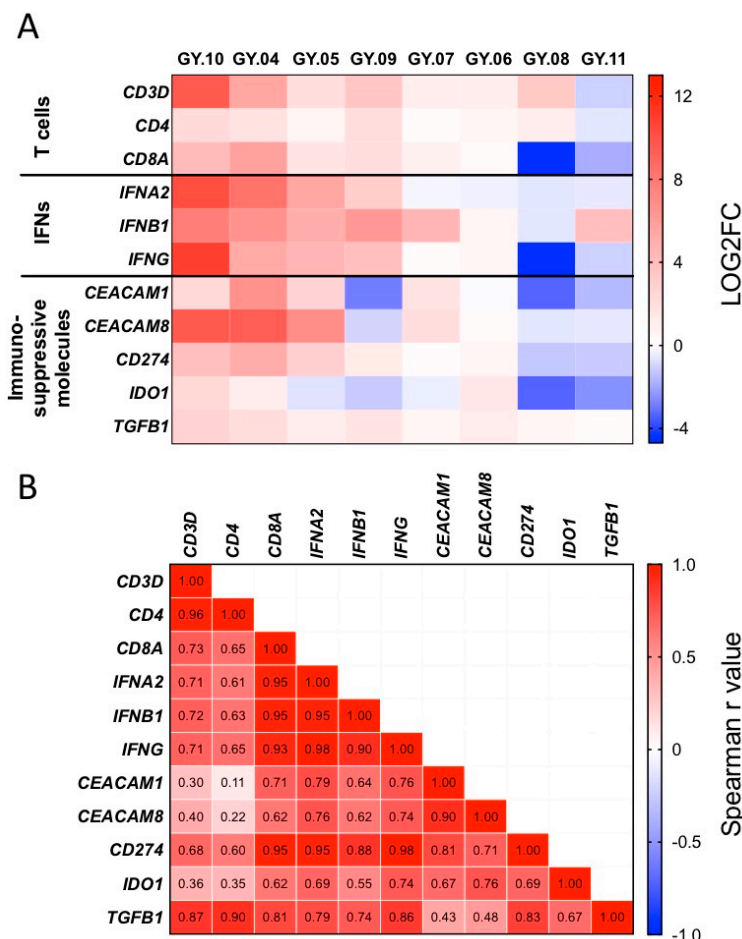 A
GY.10 GY.04 GY.05 GY.09 GY.07 GY.06 GY.08 GY.11
T cells
CD3D
CD4
CD8A
IFNs
IFNA2
IFNB1
IFNG
Immuno-
suppressive
molecules
CEACAM1
CEACAM8
CD274
IDO1
TGFB1
12
8
4
0
-4
LOG2FC
B
CD3D CD4 CD8A IFNA2 IFNB1 IFNG CEACAM1 CEACAM8 CD274 IDO1 TGFB1
CD3D 1.00
CD4 0.96 1.00
CD8A 0.73 0.65 1.00
IFNA2 0.71 0.61 0.95 1.00
IFNB1 0.72 0.63 0.95 0.95 1.00
IFNG 0.71 0.65 0.93 0.98 0.90 1.00
CEACAM1 0.30 0.11 0.71 0.79 0.64 0.76 1.00
CEACAM8 0.40 0.22 0.62 0.76 0.62 0.74 0.90 1.00
CD274 0.68 0.60 0.95 0.95 0.88 0.98 0.81 0.71 1.00
IDO1 0.36 0.35 0.62 0.69 0.55 0.74 0.67 0.76 0.69 1.00
TGFB1 0.87 0.90 0.81 0.79 0.74 0.86 0.43 0.48 0.83 0.67 1.00
1.0
0.5
0
-0.5
-1.0
Spearman r value